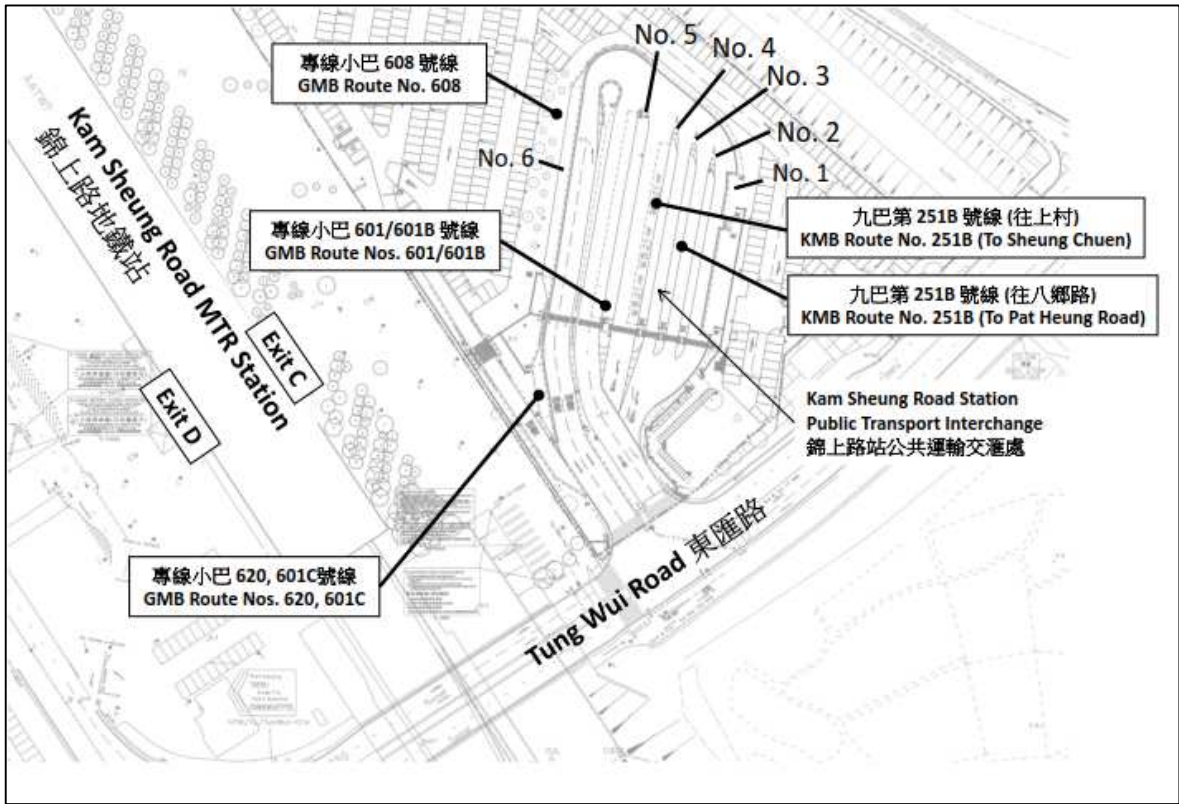 No. 5
No. 4
No. 3
No. 2
No. 1
No. 6
專線小巴 608 號線
GMB Route No. 608
專線小巴 601/601B 號線
GMB Route Nos. 601/601B
九巴第 251B 號線 (往上村)
KMB Route No. 251B (To Sheung Chuen)
九巴第 251B 號線 (往八鄉路)
KMB Route No. 251B (To Pat Heung Road)
Kam Sheung Road MTR Station
錦上路地鐵站
Exit C
Exit D
Kam Sheung Road Station
Public Transport Interchange
錦上路站公共運輸交滙處
專線小巴 620, 601C號線
GMB Route Nos. 620, 601C
Tung Wui Road 東匯路